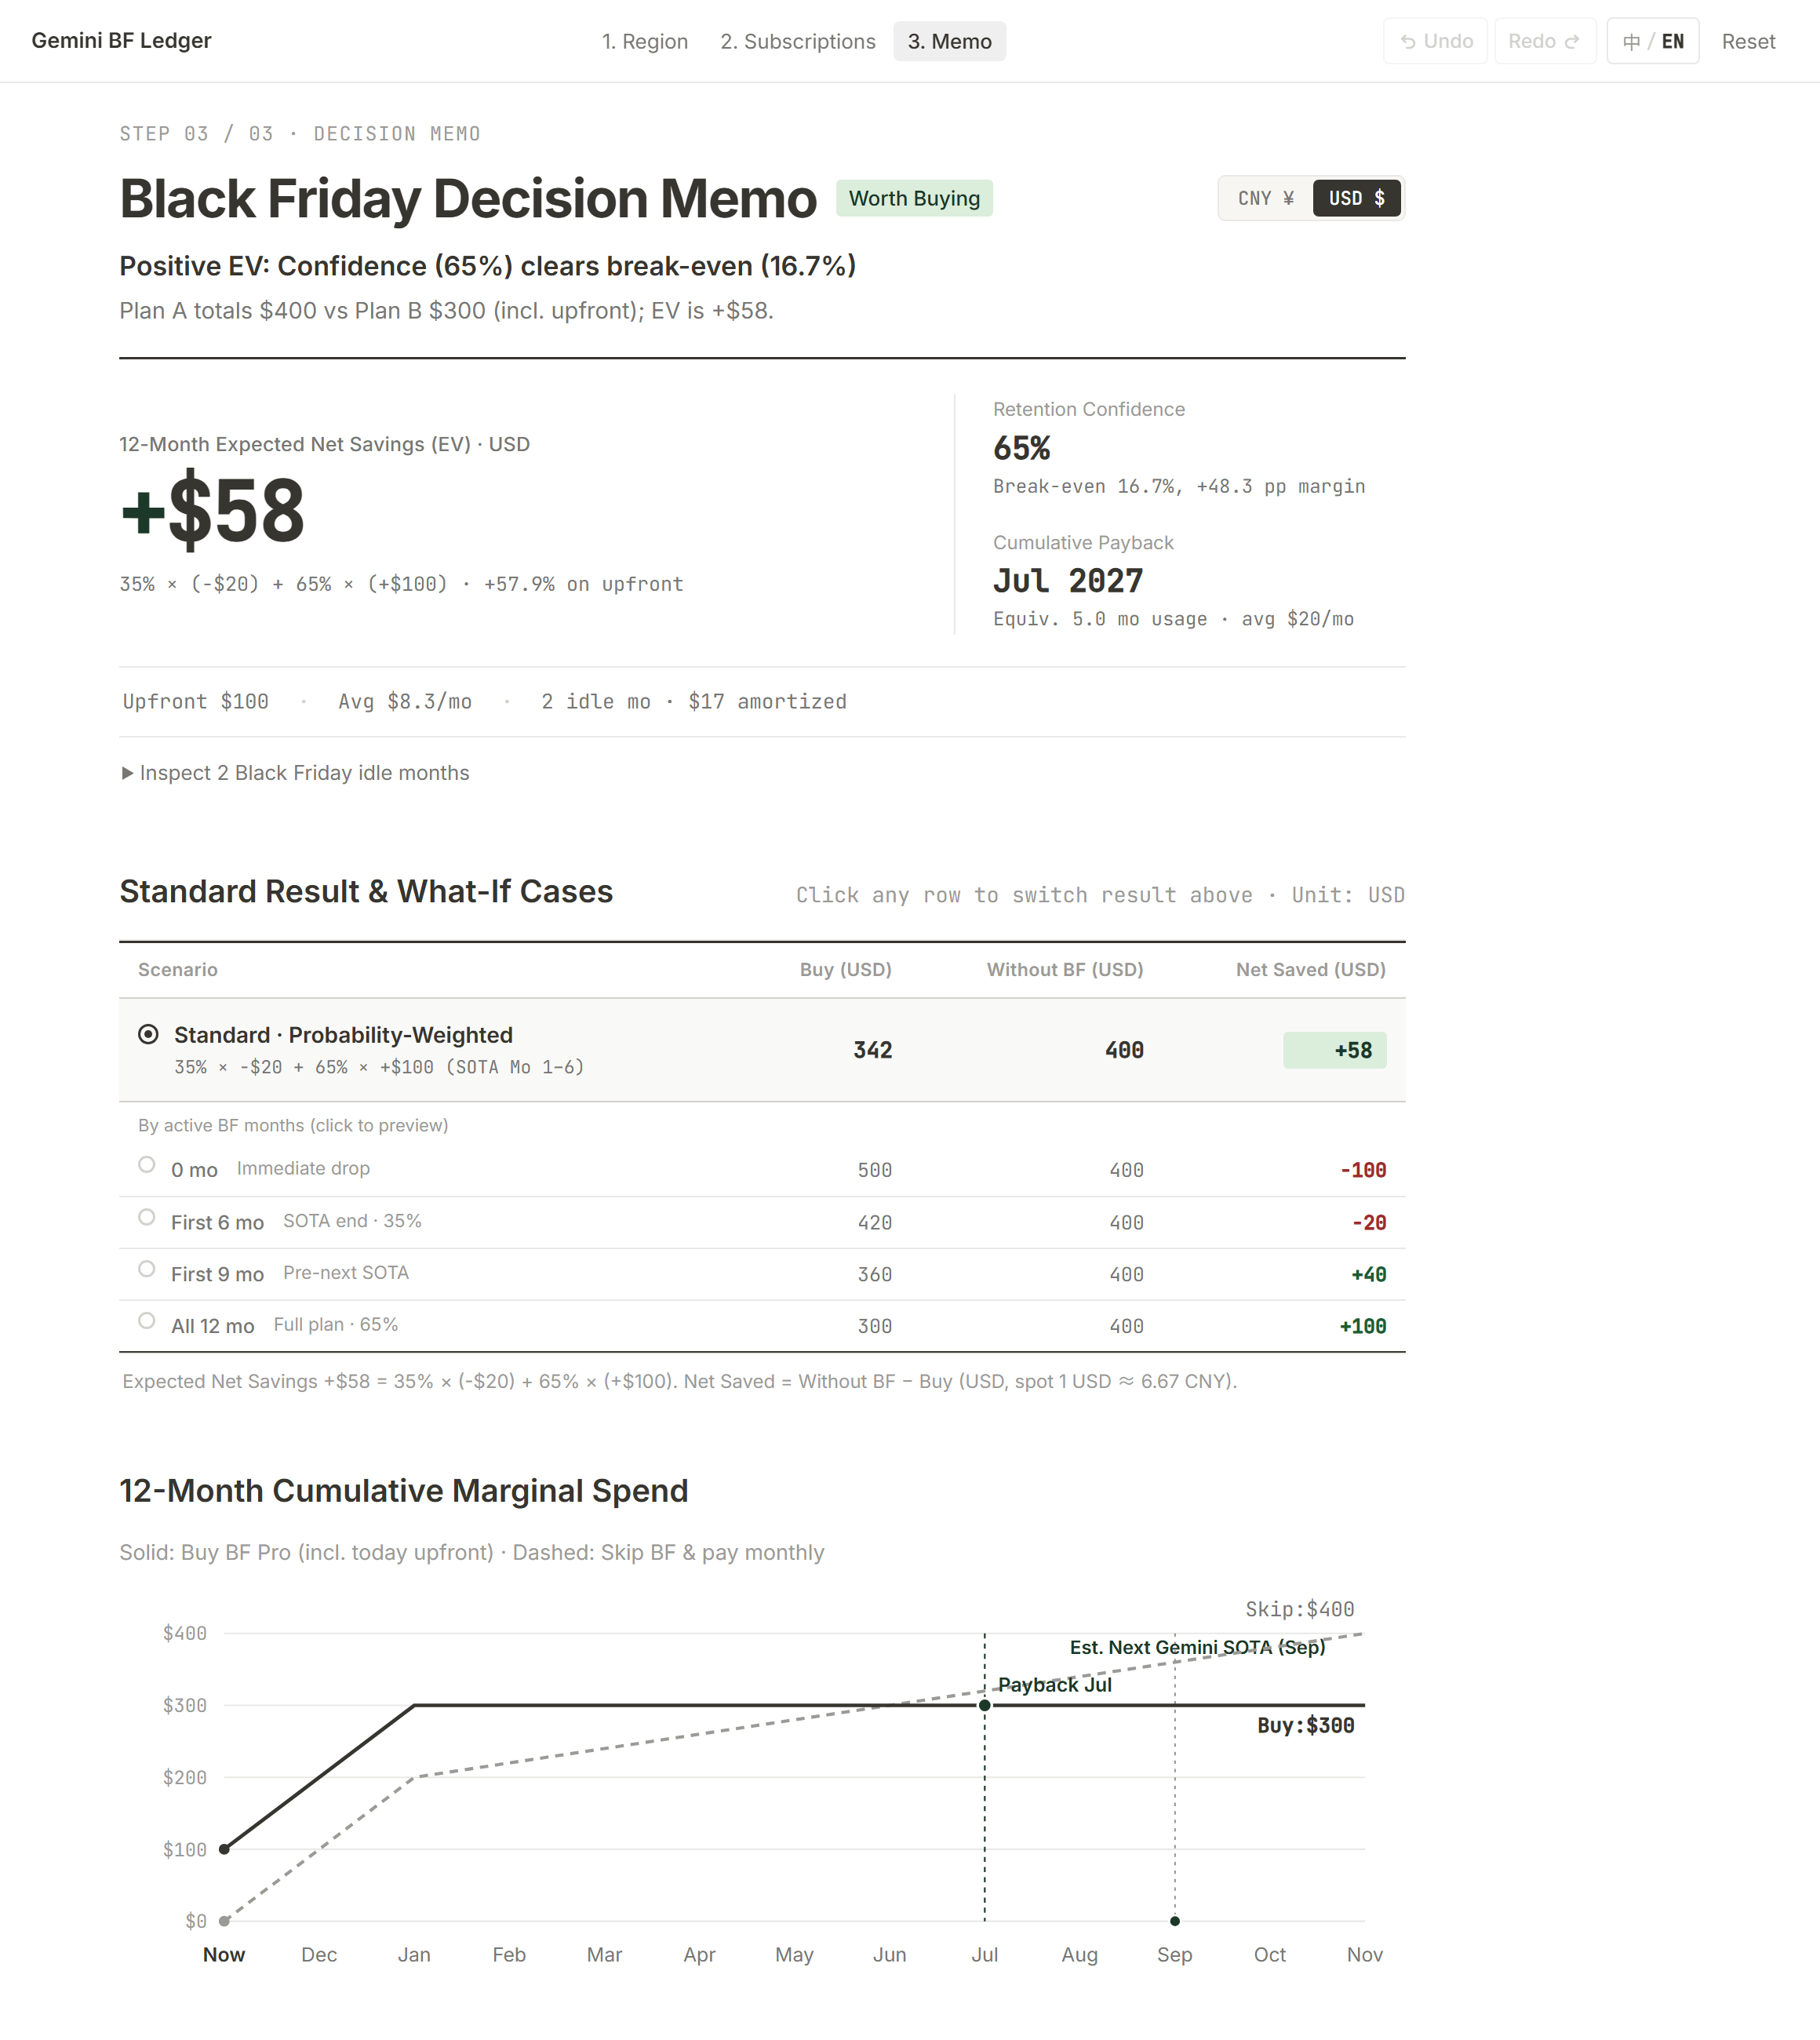 Gemini BF Ledger
1. Region
2. Subscriptions
3. Memo
Undo
Redo
中 / EN
Reset
STEP 03 / 03 · DECISION MEMO
Black Friday Decision Memo
Worth Buying
CNY ¥
USD $
Positive EV: Confidence (65%) clears break-even (16.7%)
Plan A totals $400 vs Plan B $300 (incl. upfront); EV is +$58.
12-Month Expected Net Savings (EV) · USD
+$58
35% × (-$20) + 65% × (+$100) · +57.9% on upfront
Retention Confidence
65%
Break-even 16.7%, +48.3 pp margin
Cumulative Payback
Jul 2027
Equiv. 5.0 mo usage · avg $20/mo
Upfront $100 · Avg $8.3/mo · 2 idle mo · $17 amortized
▶ Inspect 2 Black Friday idle months
Standard Result & What-If Cases
Click any row to switch result above · Unit: USD
Scenario Buy (USD) Without BF (USD) Net Saved (USD)
Standard · Probability-Weighted 342 400 +58
35% × -$20 + 65% × +$100 (SOTA Mo 1–6)
By active BF months (click to preview)
0 mo Immediate drop 500 400 -100
First 6 mo SOTA end · 35% 420 400 -20
First 9 mo Pre-next SOTA 360 400 +40
All 12 mo Full plan · 65% 300 400 +100
Expected Net Savings +$58 = 35% × (-$20) + 65% × (+$100). Net Saved = Without BF − Buy (USD, spot 1 USD ≈ 6.67 CNY).
12-Month Cumulative Marginal Spend
Solid: Buy BF Pro (incl. today upfront) · Dashed: Skip BF & pay monthly
Skip:$400
$400
Est. Next Gemini SOTA (Sep)
Payback Jul
$300
Buy:$300
$200
$100
$0
Now Dec Jan Feb Mar Apr May Jun Jul Aug Sep Oct Nov